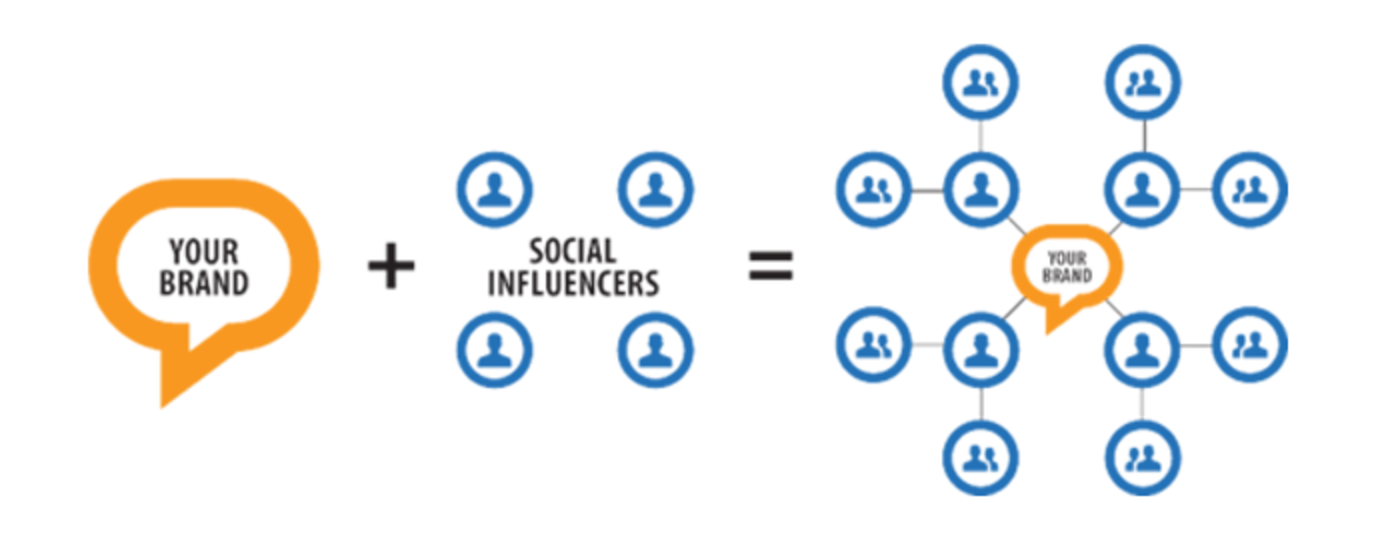 YOUR
BRAND
+
SOCIAL
INFLUENCERS
=
YOUR
BRAND